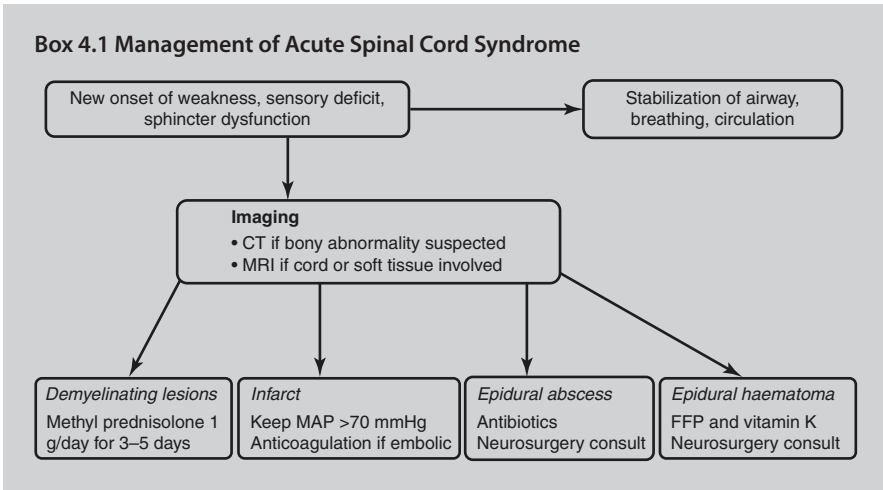 Box 4.1 Management of Acute Spinal Cord Syndrome
New onset of weakness, sensory deficit,
sphincter dysfunction
Stabilization of airway,
breathing, circulation
Imaging
• CT if bony abnormality suspected
• MRI if cord or soft tissue involved
Demyelinating lesions
Methyl prednisolone 1
g/day for 3–5 days
Infarct
Keep MAP >70 mmHg
Anticoagulation if embolic
Epidural abscess
Antibiotics
Neurosurgery consult
Epidural haematoma
FFP and vitamin K
Neurosurgery consult